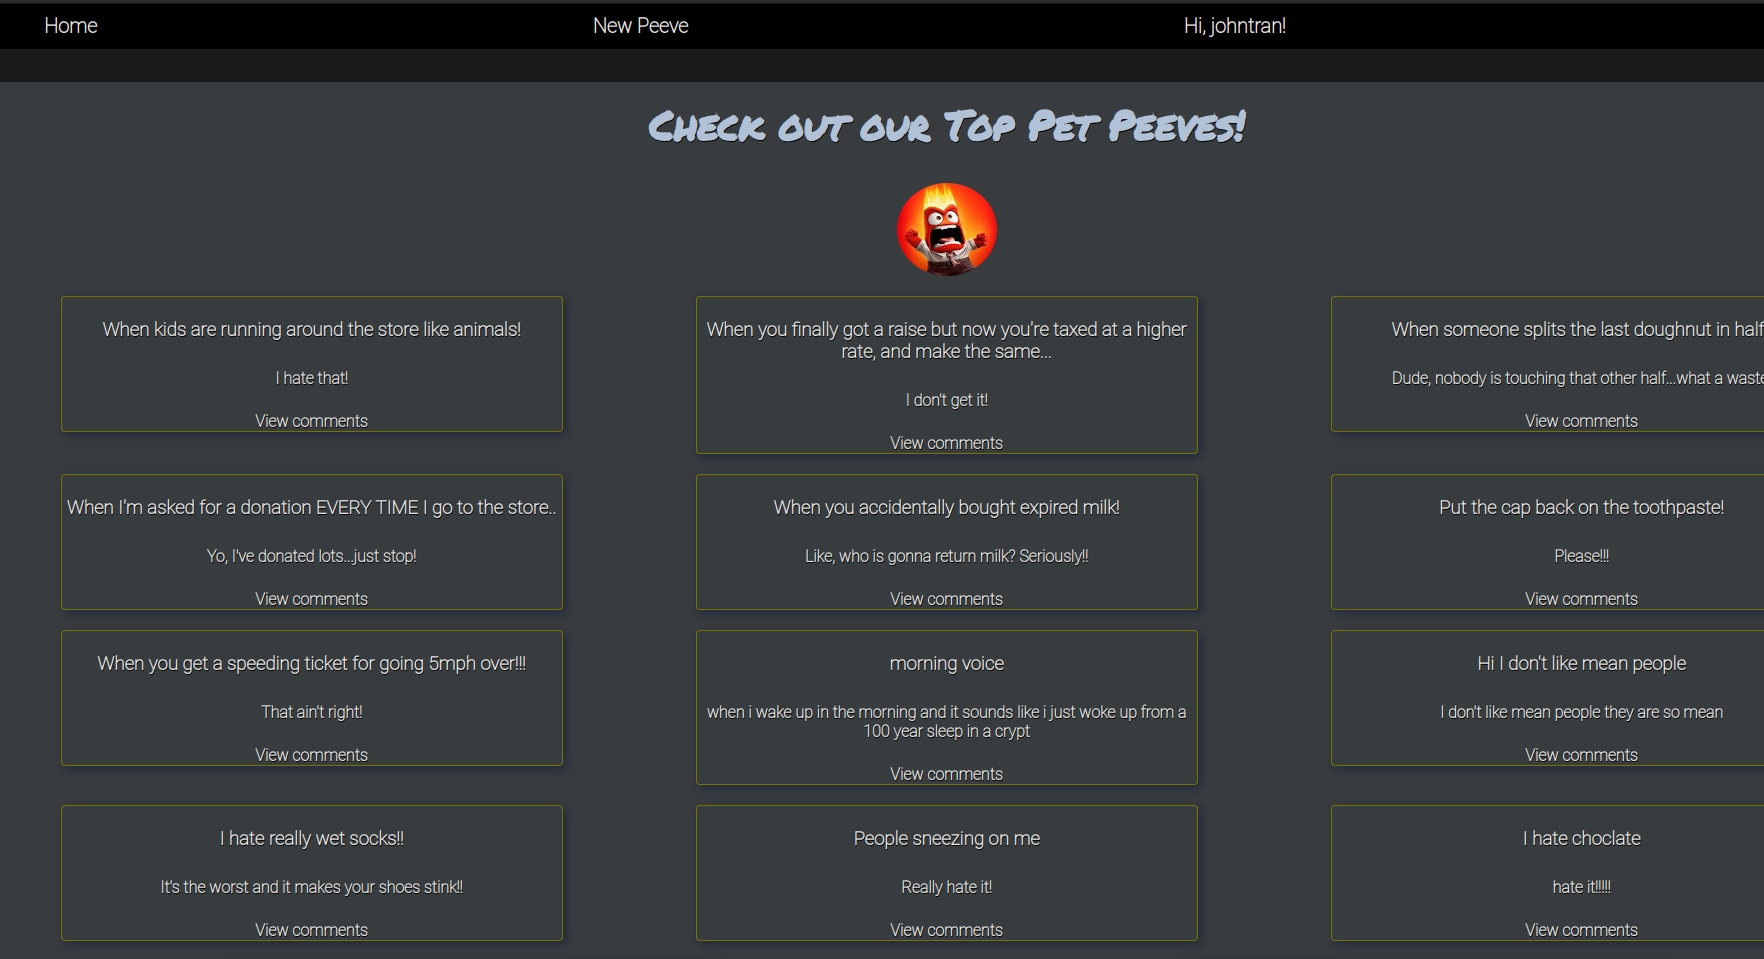 Home
New Peeve
Hi, johntran!
Check out our Top Pet Peeves!
When kids are running around the store like animals!
I hate that!
View comments
When you finally got a raise but now you're taxed at a higher
rate, and make the same...
I don't get it!
View comments
When someone splits the last doughnut in half
Dude, nobody is touching that other half...what a waste
View comments
When I'm asked for a donation EVERY TIME I go to the store..
Yo, I've donated lots...just stop!
View comments
When you accidentally bought expired milk!
Like, who is gonna return milk? Seriously!!
View comments
Put the cap back on the toothpaste!
Please!!!
View comments
When you get a speeding ticket for going 5mph over!!!
That ain't right!
View comments
morning voice
when i wake up in the morning and it sounds like i just woke up from a
100 year sleep in a crypt
View comments
Hi I don't like mean people
I don't like mean people they are so mean
View comments
I hate really wet socks!!
It's the worst and it makes your shoes stink!!
View comments
People sneezing on me
Really hate it!
View comments
I hate choclate
hate it!!!!!
View comments